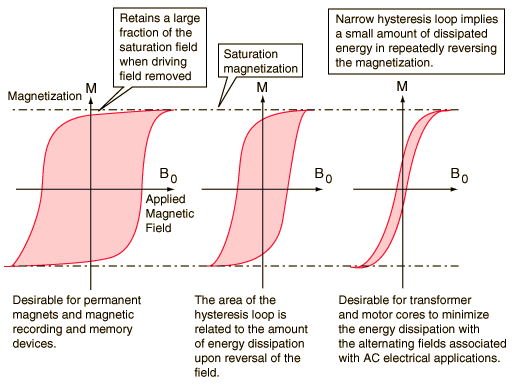 Retains a large
fraction of the
saturation field
when driving
field removed
Saturation
magnetization
Narrow hysteresis loop implies
a small amount of dissipated
energy in repeatedly reversing
the magnetization.
Magnetization
M
M
M
B0
B0
B0
Applied
Magnetic
Field
Desirable for permanent
magnets and magnetic
recording and memory
devices.
The area of the
hysteresis loop is
related to the amount
of energy dissipation
upon reversal of the
field.
Desirable for transformer
and motor cores to minimize
the energy dissipation with
the alternating fields associated
with AC electrical applications.